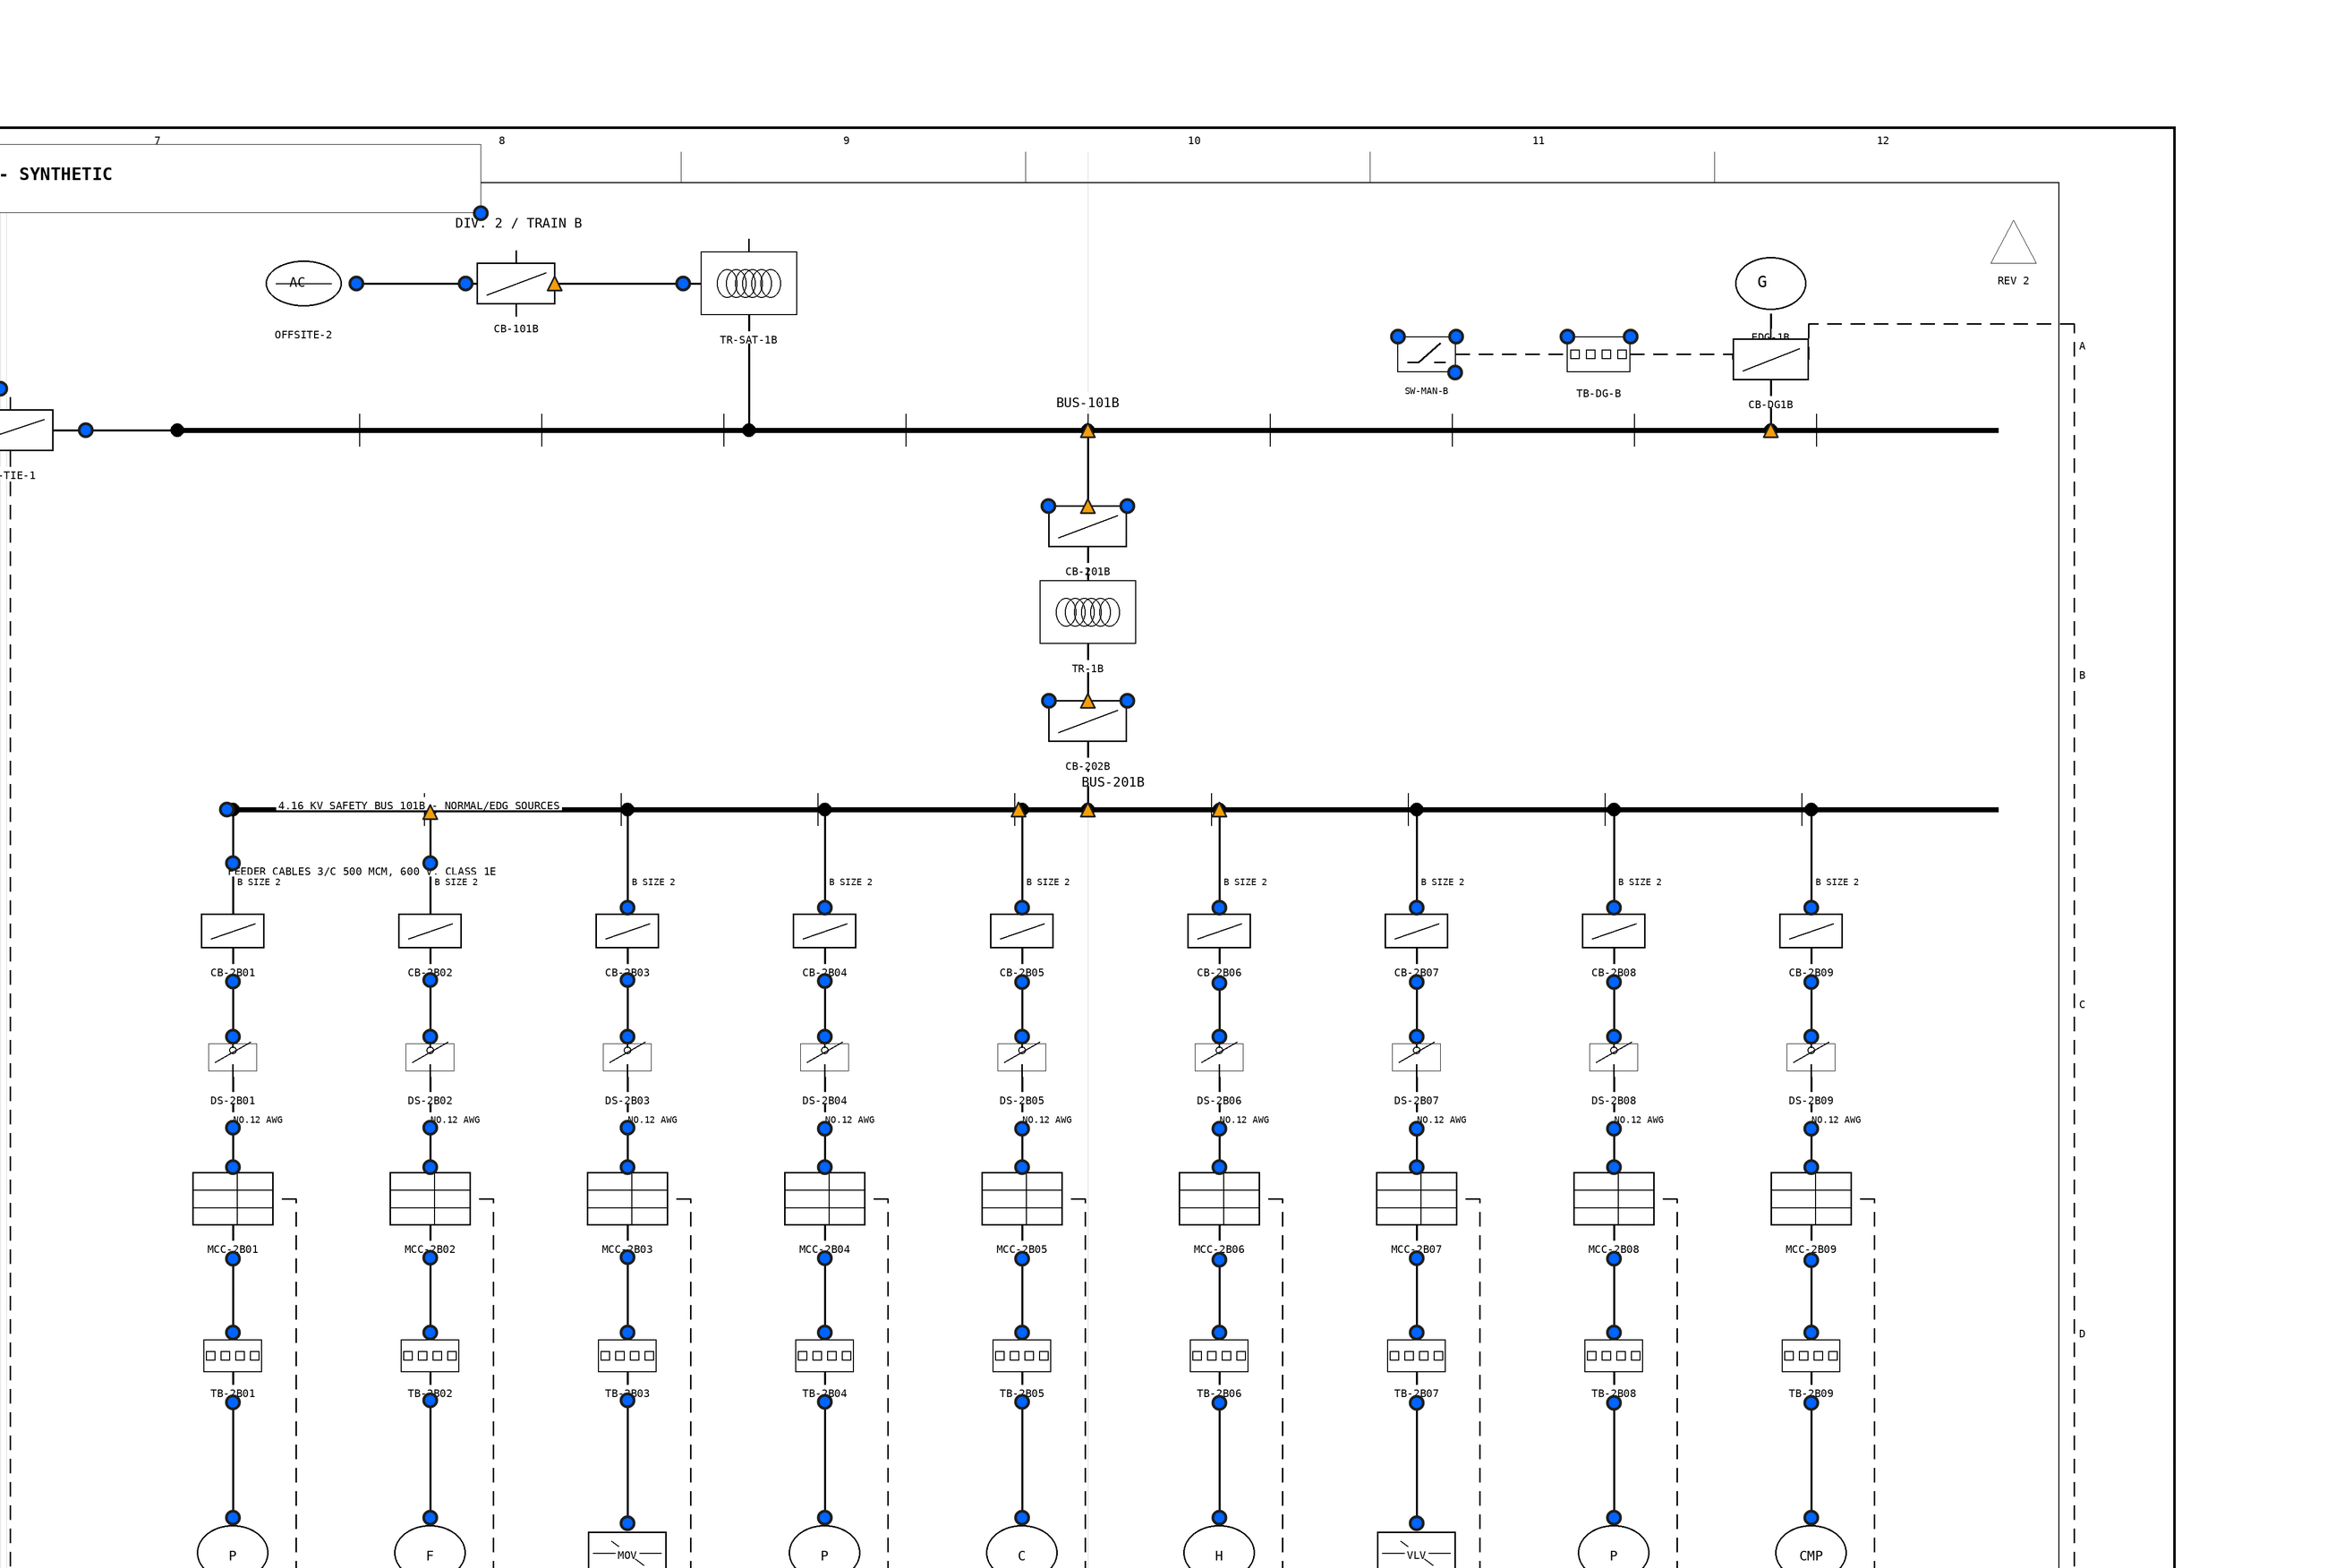 7 8 9 10 11 12
- SYNTHETIC
DIV. 2 / TRAIN B
AC
G
REV 2
OFFSITE-2
CB-101B
TR-SAT-1B
EDG-1B
A
SW-MAN-B
TB-DG-B
CB-DG1B
BUS-101B
-TIE-1
CB-201B
TR-1B
B
CB-202B
BUS-201B
4.16 KV SAFETY BUS 101B - NORMAL/EDG SOURCES
FEEDER CABLES 3/C 500 MCM, 600 V. CLASS 1E
B SIZE 2 B SIZE 2 B SIZE 2 B SIZE 2 B SIZE 2 B SIZE 2 B SIZE 2 B SIZE 2 B SIZE 2
CB-2B01 CB-2B02 CB-2B03 CB-2B04 CB-2B05 CB-2B06 CB-2B07 CB-2B08 CB-2B09
C
DS-2B01 DS-2B02 DS-2B03 DS-2B04 DS-2B05 DS-2B06 DS-2B07 DS-2B08 DS-2B09
NO.12 AWG NO.12 AWG NO.12 AWG NO.12 AWG NO.12 AWG NO.12 AWG NO.12 AWG NO.12 AWG NO.12 AWG
MCC-2B01 MCC-2B02 MCC-2B03 MCC-2B04 MCC-2B05 MCC-2B06 MCC-2B07 MCC-2B08 MCC-2B09
D
TB-2B01 TB-2B02 TB-2B03 TB-2B04 TB-2B05 TB-2B06 TB-2B07 TB-2B08 TB-2B09
P F MOV P C H VLV P CMP